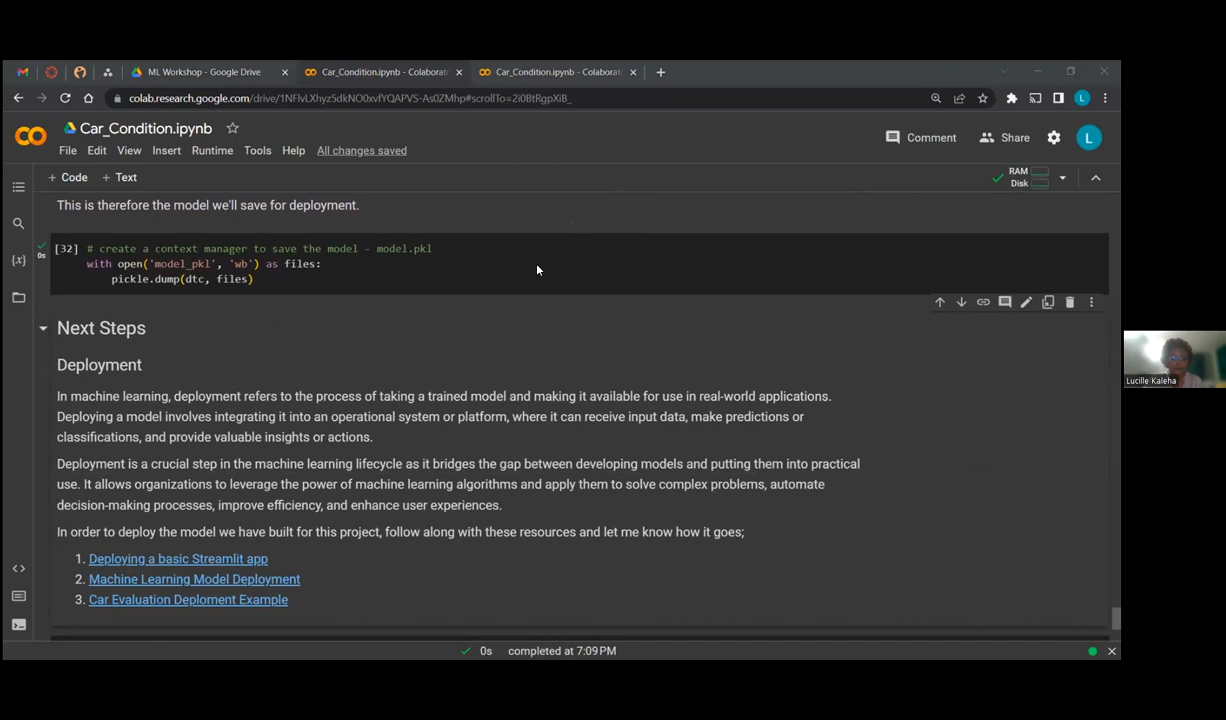 ML Workshop - Google Drive
Car_Condition.ipynb - Colaborat
Car_Condition.ipynb - Colaborat
colab.research.google.com/drive/1NFlvLXhyz5dkNO0xvfYQAPVS-As0ZMhp#scrollTo=2i0BtRgpXiB_
L
Car_Condition.ipynb
Comment
Share
L
File Edit View Insert Runtime Tools Help All changes saved
+ Code + Text
RAM
Disk
This is therefore the model we'll save for deployment.
[32] # create a context manager to save the model - model.pkl
0s
with open('model_pkl', 'wb') as files:
pickle.dump(dtc, files)
Next Steps
Deployment
In machine learning, deployment refers to the process of taking a trained model and making it available for use in real-world applications.
Deploying a model involves integrating it into an operational system or platform, where it can receive input data, make predictions or
classifications, and provide valuable insights or actions.
Deployment is a crucial step in the machine learning lifecycle as it bridges the gap between developing models and putting them into practical
use. It allows organizations to leverage the power of machine learning algorithms and apply them to solve complex problems, automate
decision-making processes, improve efficiency, and enhance user experiences.
In order to deploy the model we have built for this project, follow along with these resources and let me know how it goes;
1. Deploying a basic Streamlit app
2. Machine Learning Model Deployment
3. Car Evaluation Deploment Example
0s completed at 7:09 PM
Lucille Kaleha